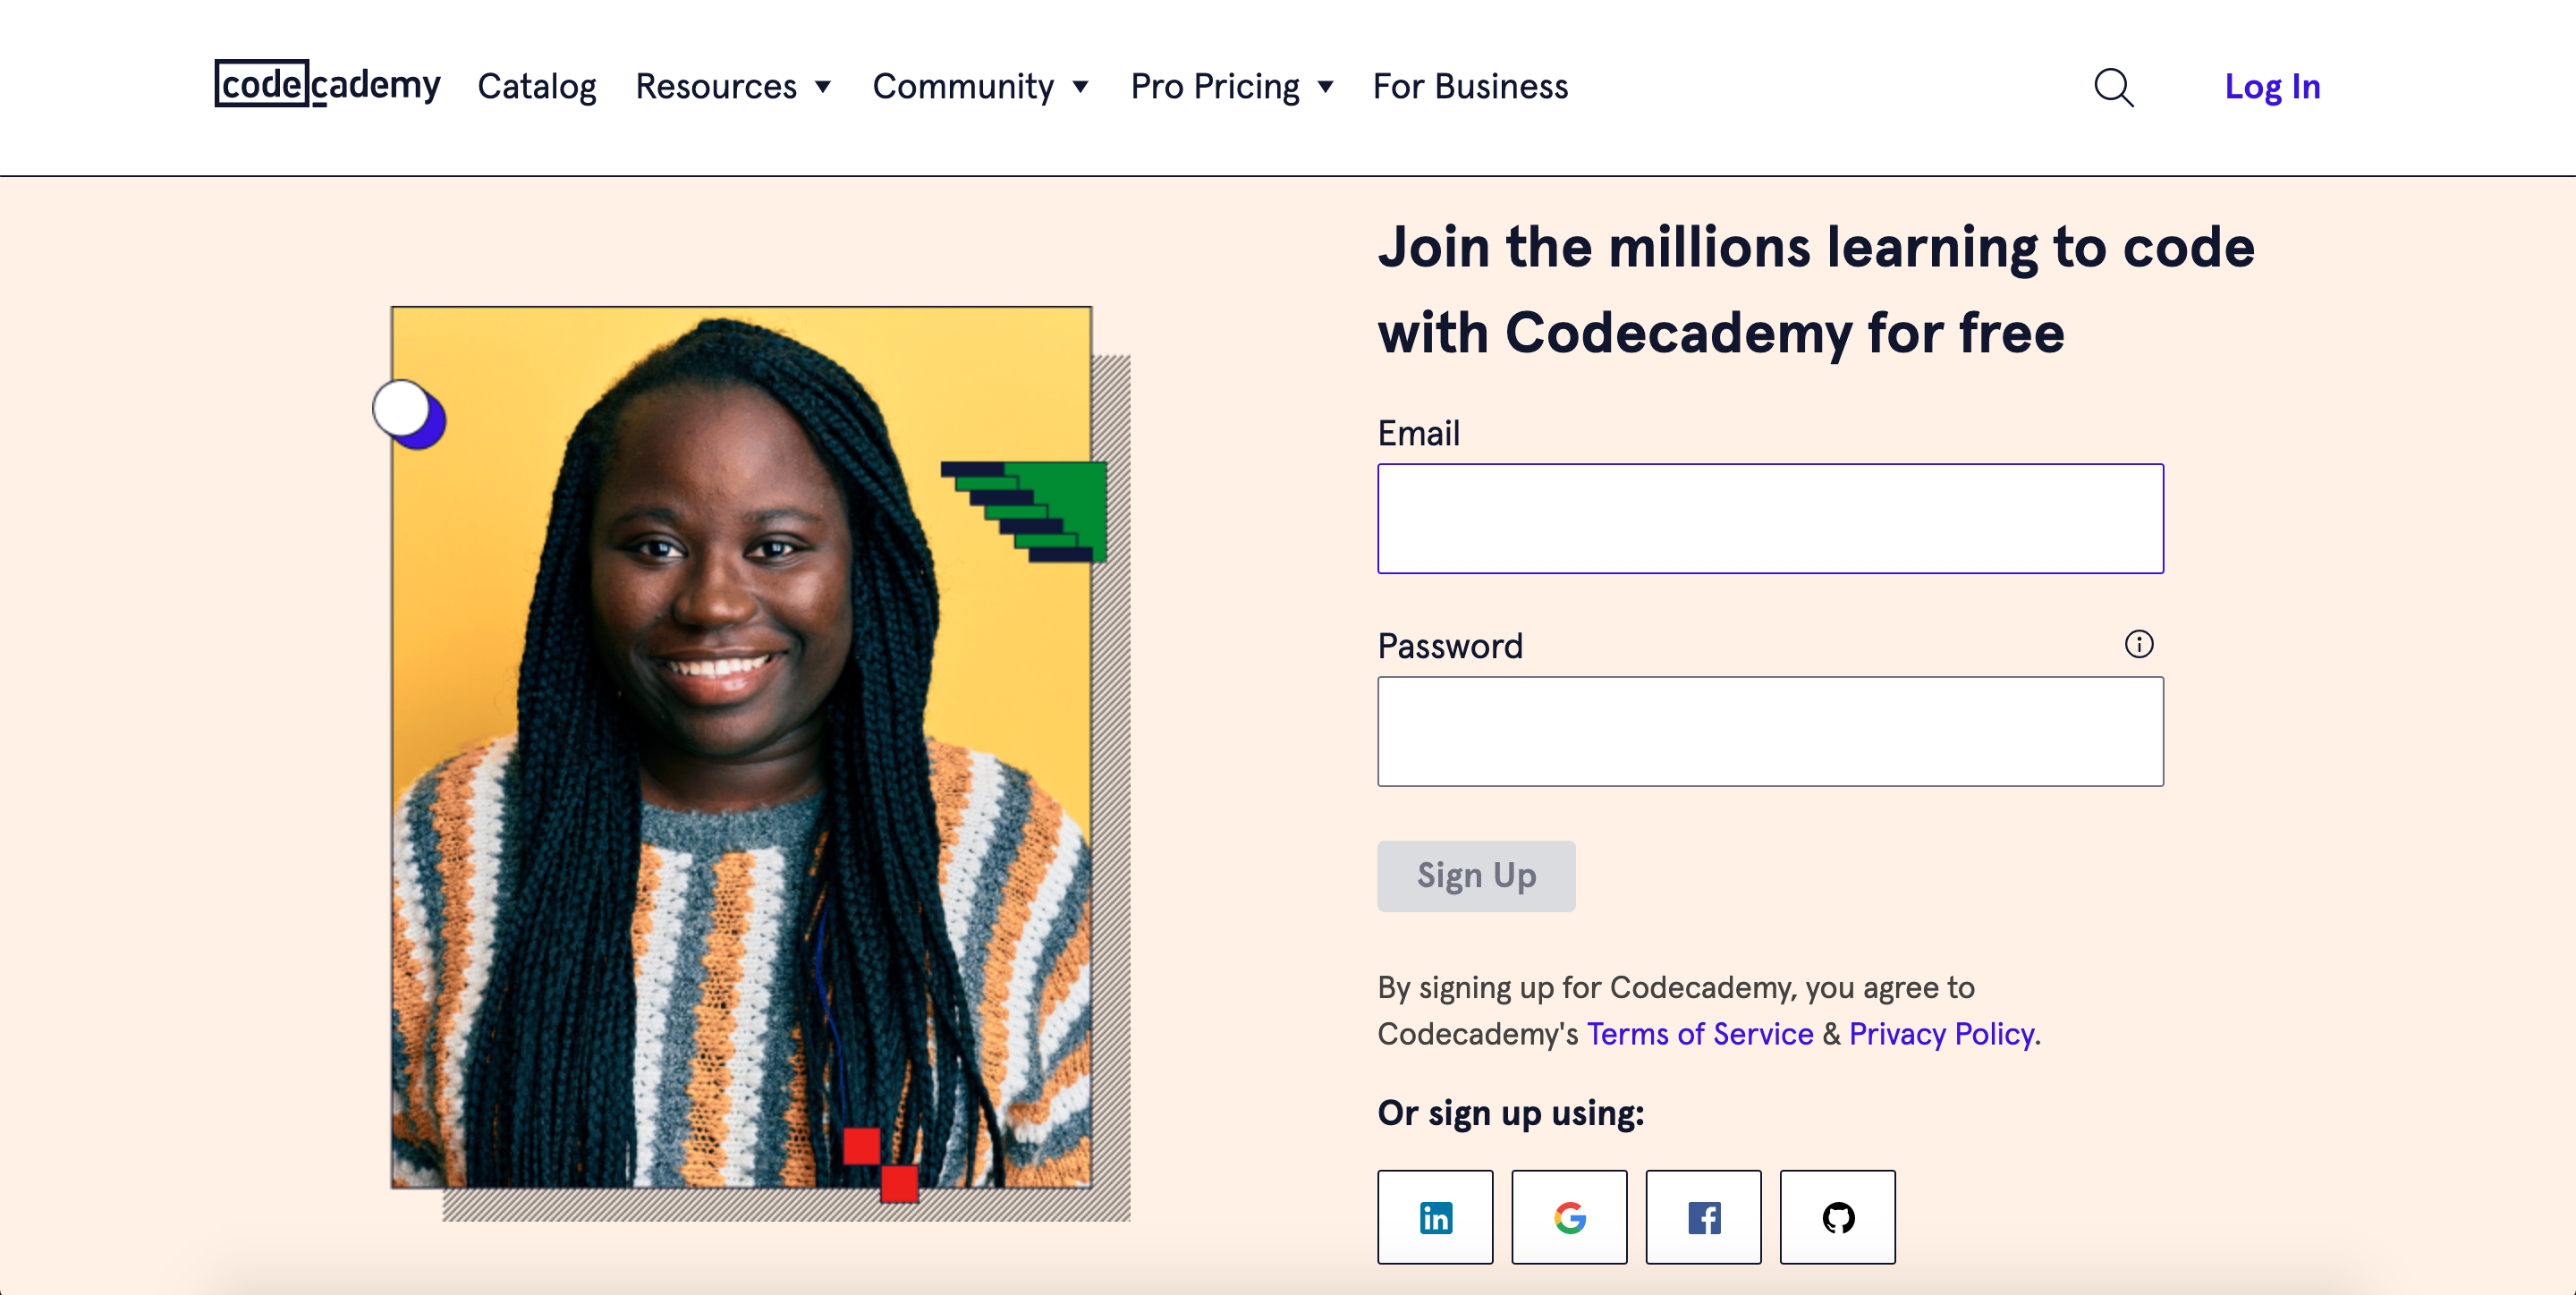 codecademy Catalog Resources Community Pro Pricing For Business Log In
Join the millions learning to code
with Codecademy for free
Email
Password
Sign Up
By signing up for Codecademy, you agree to
Codecademy's Terms of Service & Privacy Policy.
Or sign up using:
in G f